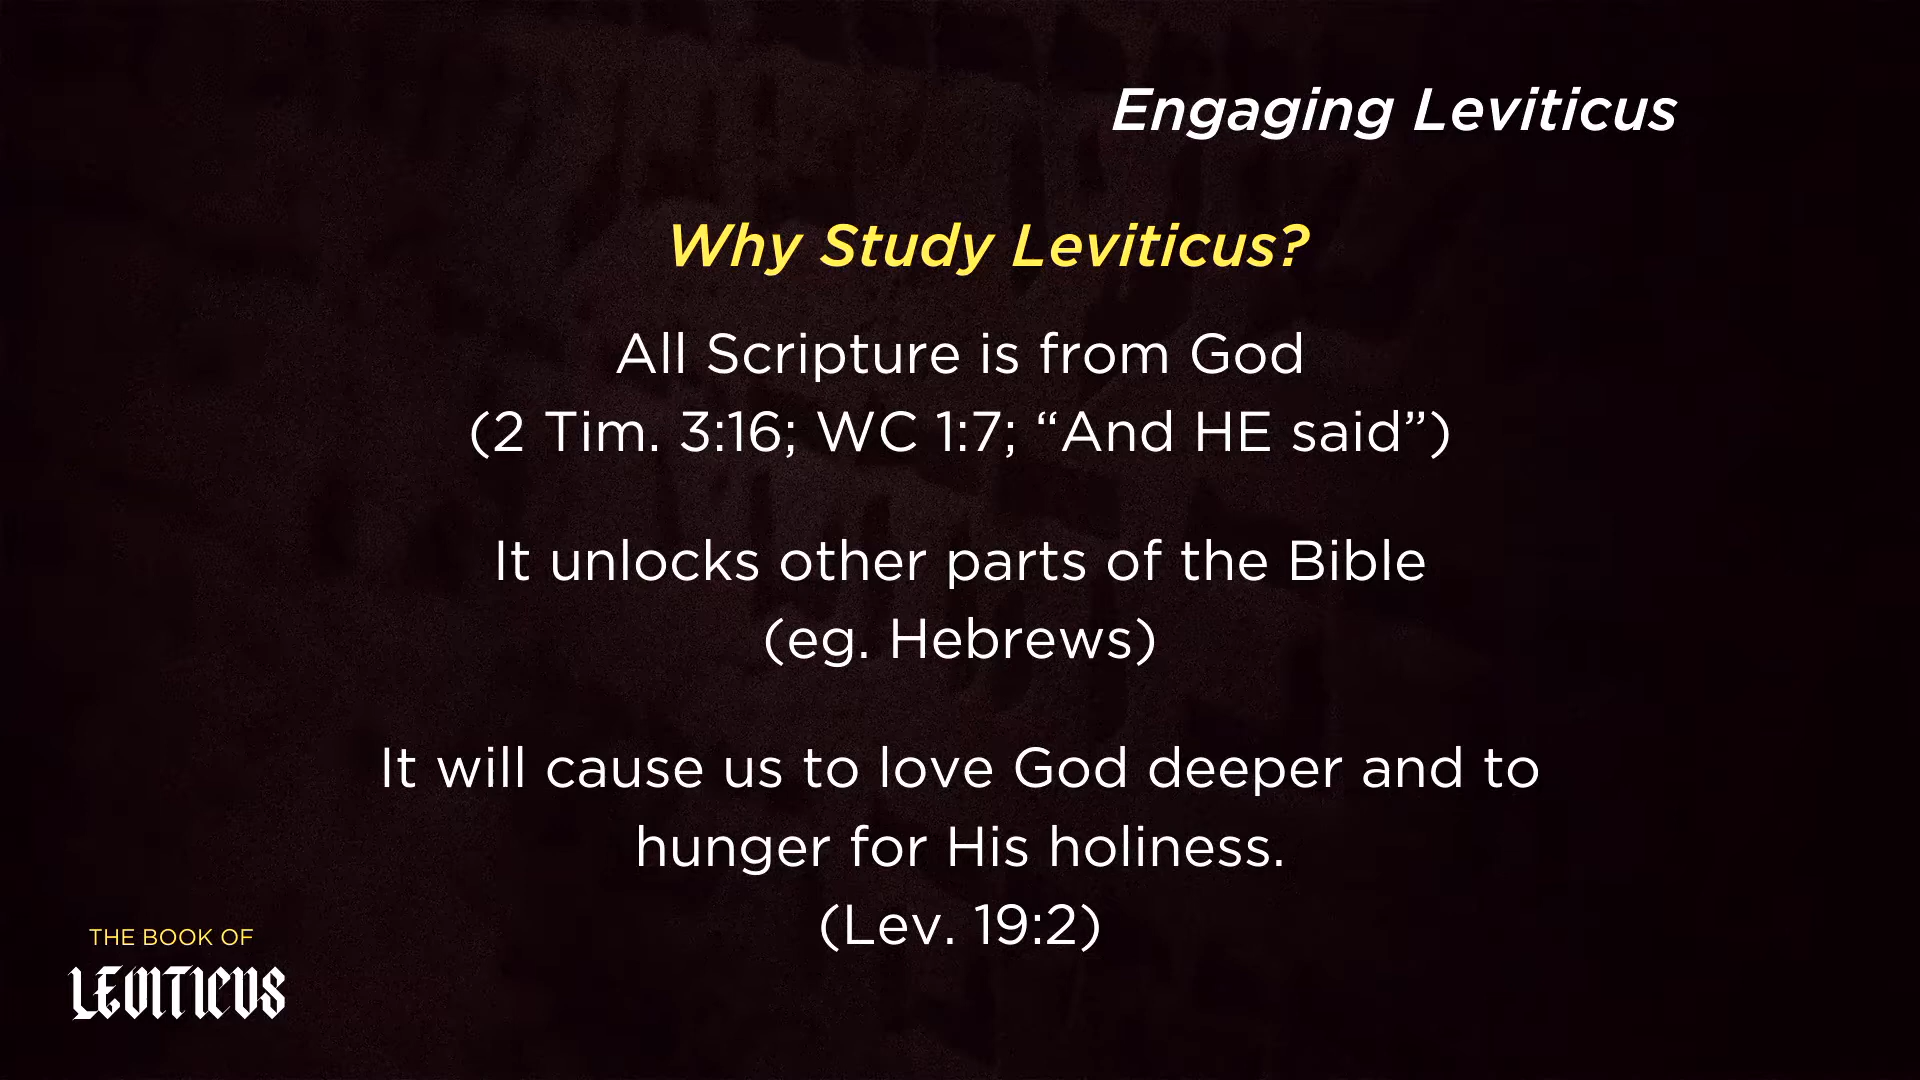 Engaging Leviticus
Why Study Leviticus?
All Scripture is from God
(2 Tim. 3:16; WC 1:7; “And HE said”)
It unlocks other parts of the Bible
(eg. Hebrews)
It will cause us to love God deeper and to
hunger for His holiness.
(Lev. 19:2)
THE BOOK OF
LEVITICUS